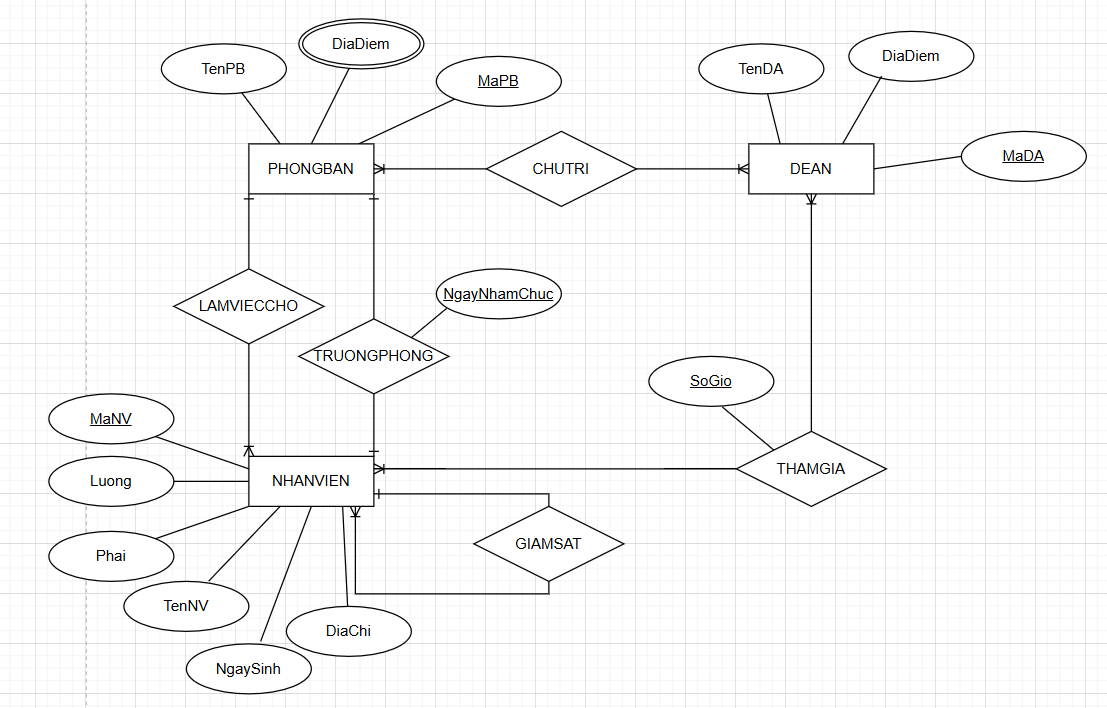 DiaDiem
TenPB
MaPB
TenDA
DiaDiem
MaDA
PHONGBAN
CHUTRI
DEAN
LAMVIECCHO
NgayNhamChuc
TRUONGPHONG
SoGio
MaNV
Luong
NHANVIEN
THAMGIA
GIAMSAT
Phai
TenNV
DiaChi
NgaySinh